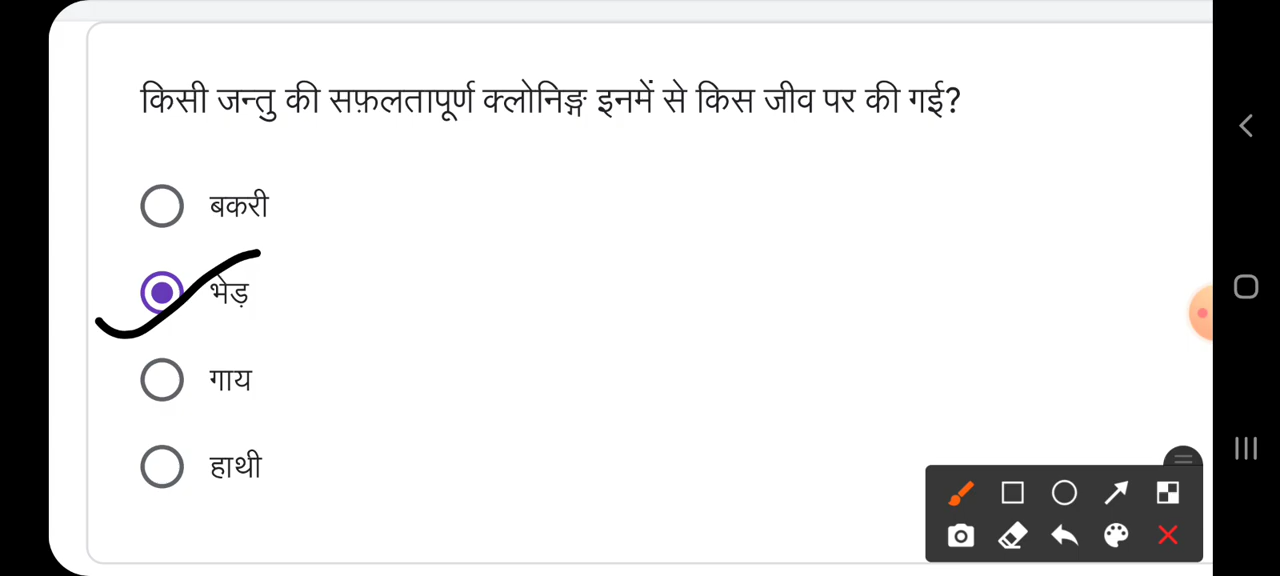 किसी जन्तु की सफ़लतापूर्ण क्लोनिङ्ग इनमें से किस जीव पर की गई?
बकरी
भेड़
गाय
हाथी